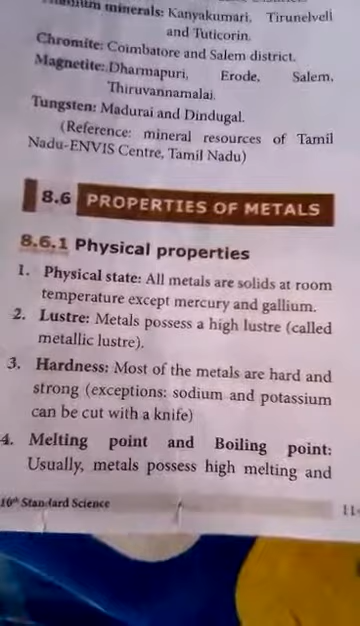 minerals: Kanyakumari, Tirunelveli
and Tuticorin.
Chromite: Coimbatore and Salem district.
Magnetite: Dharmapuri, Erode, Salem,
Thiruvannamalai.
Tungsten: Madurai and Dindugal.
(Reference: mineral resources of Tamil
Nadu-ENVIS Centre, Tamil Nadu)
8.6 PROPERTIES OF METALS
8.6.1 Physical properties
1. Physical state: All metals are solids at room
temperature except mercury and gallium.
2. Lustre: Metals possess a high lustre (called
metallic lustre).
3. Hardness: Most of the metals are hard and
strong (exceptions: sodium and potassium
can be cut with a knife)
4. Melting point and Boiling point:
Usually, metals possess high melting and
10th Standard Science